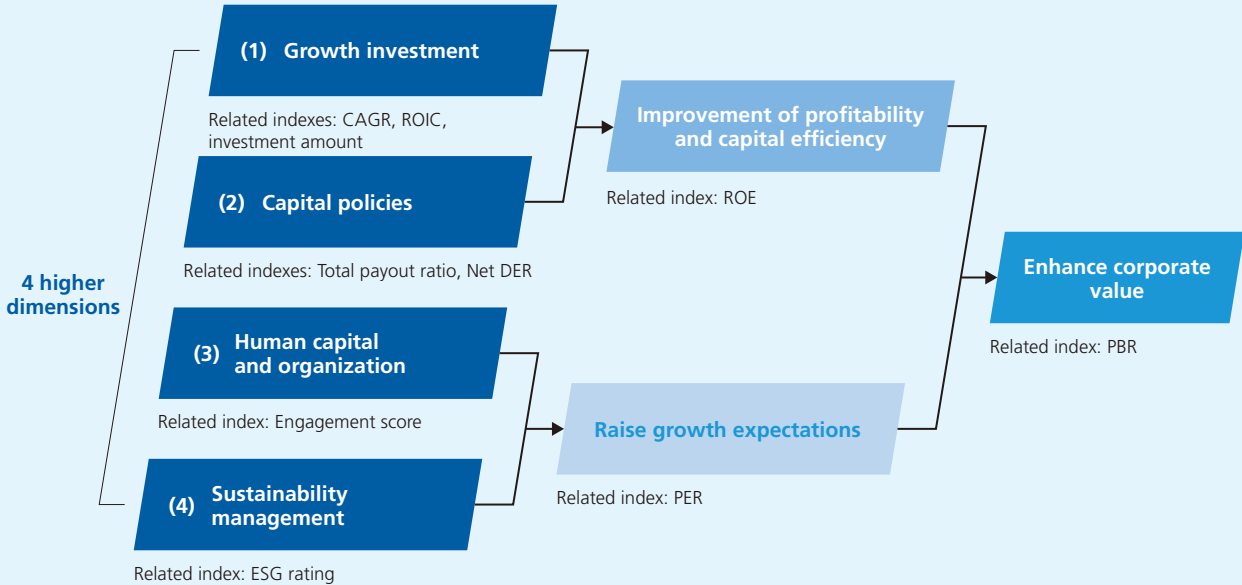 4 higher
dimensions
(1) Growth investment
Related indexes: CAGR, ROIC,
investment amount
(2) Capital policies
Related indexes: Total payout ratio, Net DER
(3) Human capital
and organization
Related index: Engagement score
(4) Sustainability
management
Related index: ESG rating
Improvement of profitability
and capital efficiency
Related index: ROE
Raise growth expectations
Related index: PER
Enhance corporate
value
Related index: PBR